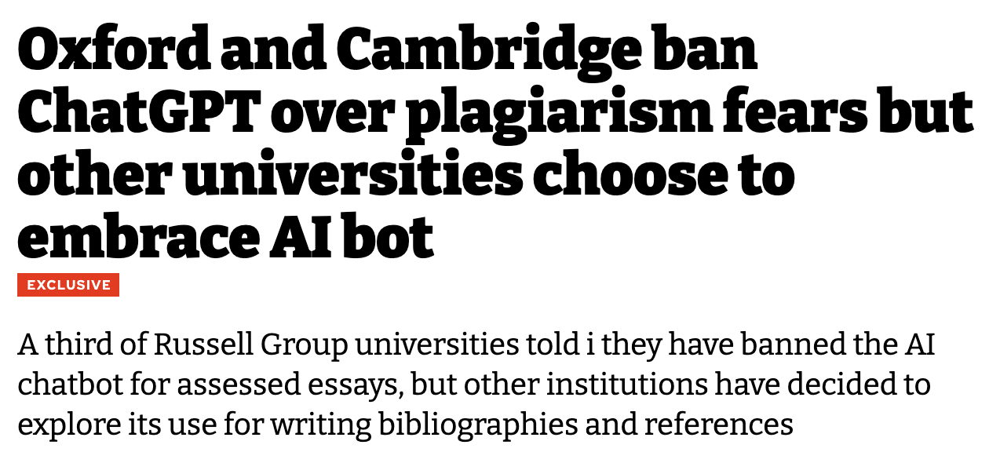 Oxford and Cambridge ban
ChatGPT over plagiarism fears but
other universities choose to
embrace AI bot
EXCLUSIVE
A third of Russell Group universities told i they have banned the AI
chatbot for assessed essays, but other institutions have decided to
explore its use for writing bibliographies and references